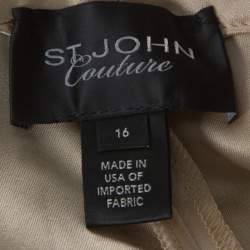 ST. JOHN
Couture
16
MADE IN
USA OF
IMPORTED
FABRIC